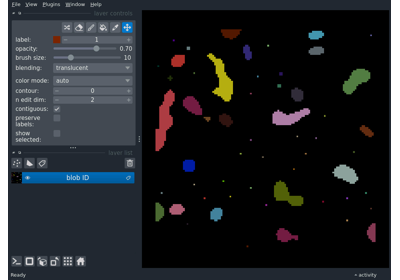 File View Plugins Window Help
layer controls
label: 1
opacity: 0.70
brush size: 10
blending: translucent
color mode: auto
contour: 0
n edit dim: 2
contiguous:
preserve
labels:
show
selected:
layer list
blob ID
Ready
activity